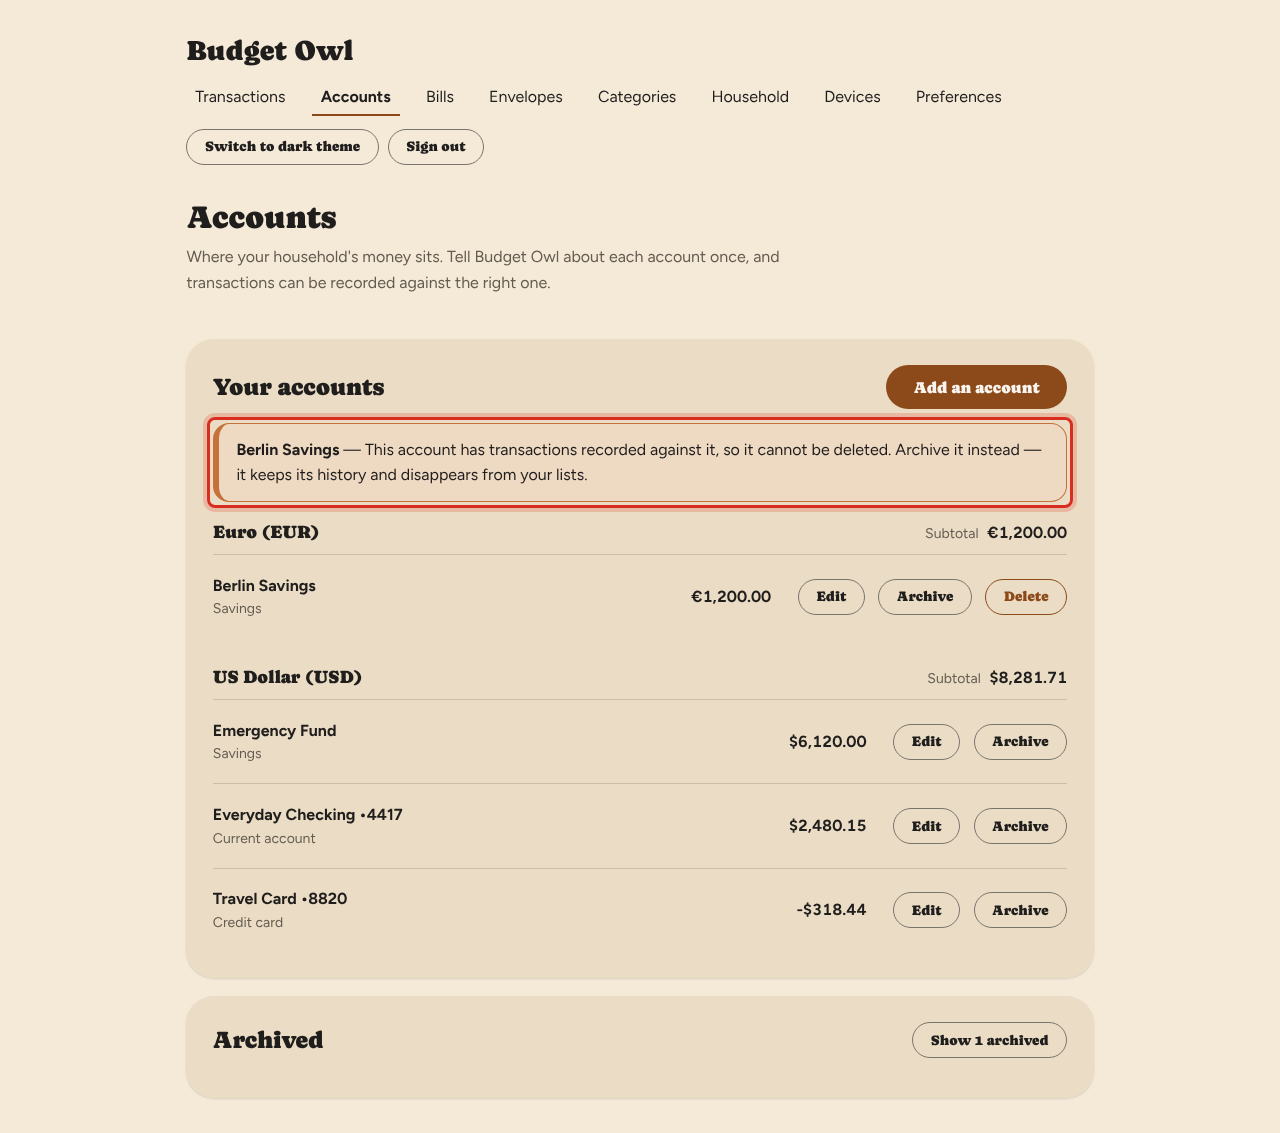 Budget Owl
Transactions Accounts Bills Envelopes Categories Household Devices Preferences
Switch to dark theme Sign out
Accounts
Where your household's money sits. Tell Budget Owl about each account once, and
transactions can be recorded against the right one.
Your accounts Add an account
Berlin Savings — This account has transactions recorded against it, so it cannot be deleted. Archive it instead —
it keeps its history and disappears from your lists.
Euro (EUR) Subtotal €1,200.00
Berlin Savings
Savings
€1,200.00 Edit Archive Delete
US Dollar (USD) Subtotal $8,281.71
Emergency Fund
Savings
$6,120.00 Edit Archive
Everyday Checking •4417
Current account
$2,480.15 Edit Archive
Travel Card •8820
Credit card
-$318.44 Edit Archive
Archived Show 1 archived